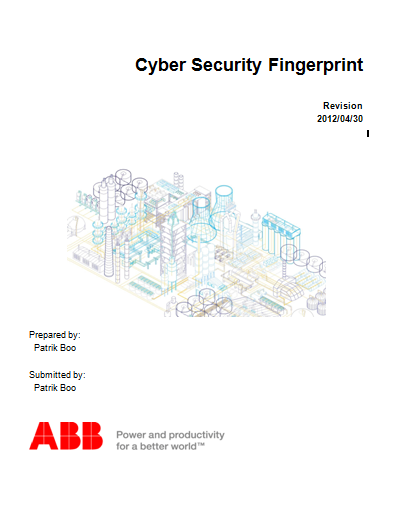 Cyber Security Fingerprint
Revision
2012/04/30
Prepared by:
Patrik Boo
Submitted by:
Patrik Boo
ABB
Power and productivity
for a better world™